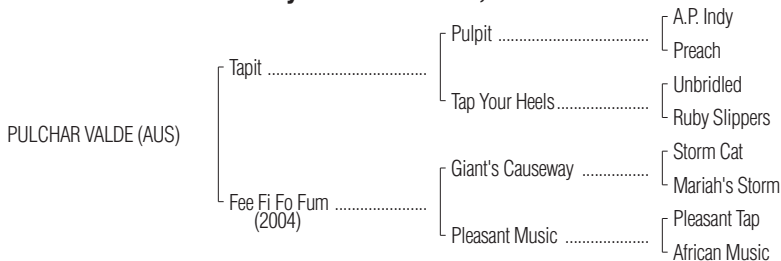 A.P. Indy
Pulpit ..............................................
Preach
Tapit .................................................
Unbridled
Tap Your Heels............................
Ruby Slippers
PULCHAR VALDE (AUS)
Storm Cat
Giant's Causeway ....................
Mariah's Storm
Fee Fi Fo Fum ............................
(2004)
Pleasant Tap
Pleasant Music .........................
African Music